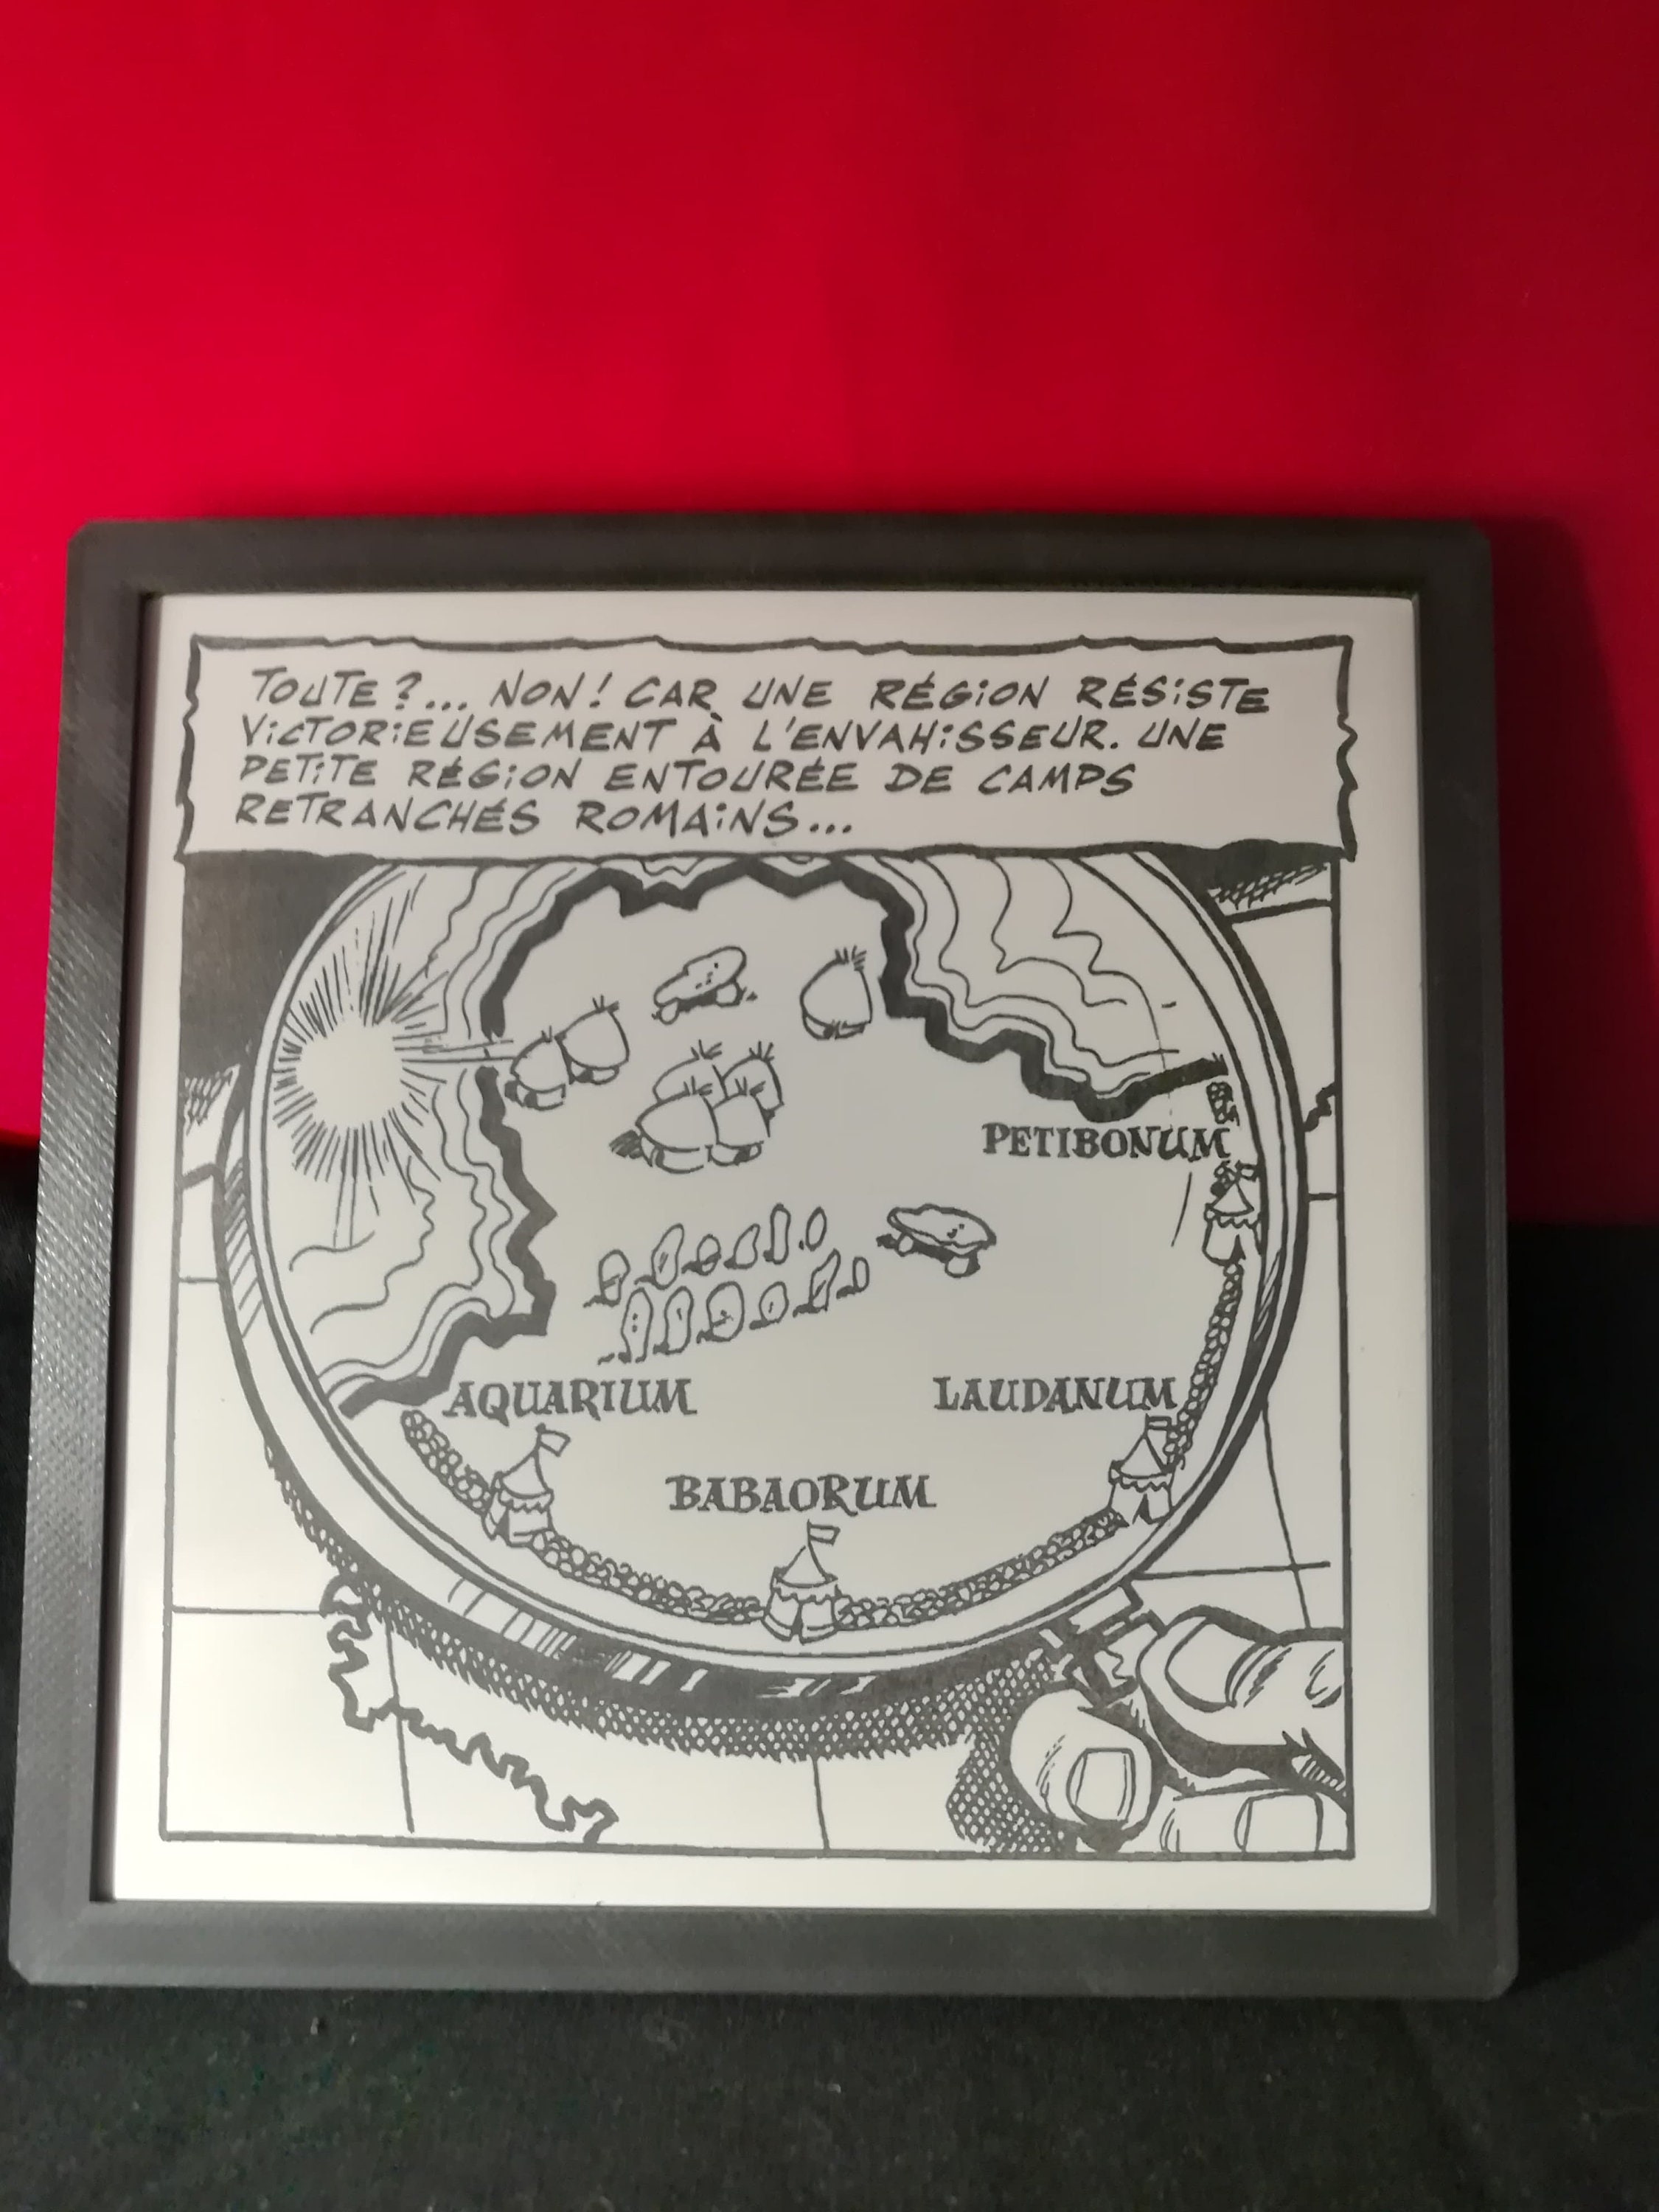 TOUTE?... NON! CAR UNE RÉGION RÉSISTE
VICTORIEUSEMENT À L'ENVAHISSEUR. UNE
PETITE RÉGION ENTOURÉE DE CAMPS
RETRANCHÉS ROMAINS...
PETIBONUM
AQUARIUM
LAUDANUM
BABAORUM